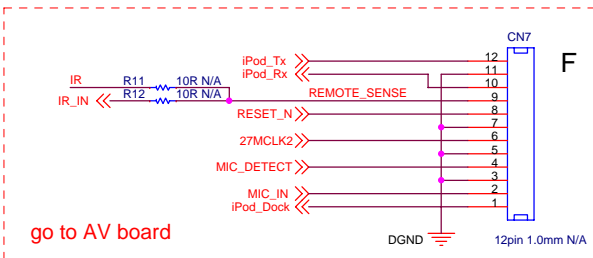 CN7
F
iPod_Tx 12
iPod_Rx 11
10
IR R11 10R N/A
IR_IN R12 10R N/A REMOTE_SENSE 9
RESET_N 8
7
27MCLK2 6
5
MIC_DETECT 4
3
MIC_IN 2
iPod_Dock 1
go to AV board
DGND
12pin 1.0mm N/A